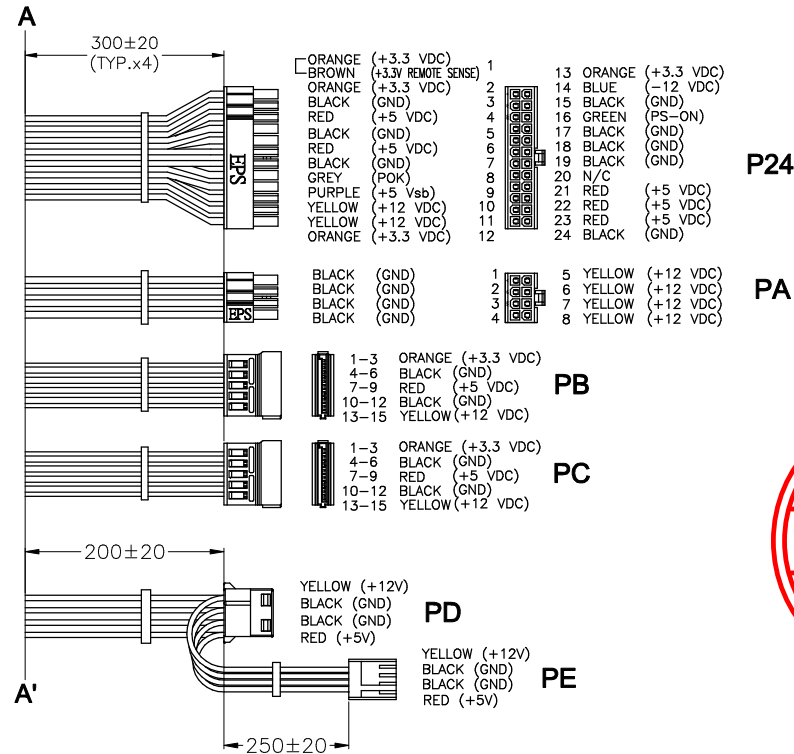 A
300±20
(TYP.x4)
EPS
ORANGE (+3.3 VDC) 1
BROWN (+3.3V REMOTE SENSE)
ORANGE (+3.3 VDC) 2
BLACK (GND) 3
RED (+5 VDC) 4
BLACK (GND) 5
RED (+5 VDC) 6
BLACK (GND) 7
GREY (POK) 8
PURPLE (+5 Vsb) 9
YELLOW (+12 VDC) 10
YELLOW (+12 VDC) 11
ORANGE (+3.3 VDC) 12
13 ORANGE (+3.3 VDC)
14 BLUE (-12 VDC)
15 BLACK (GND)
16 GREEN (PS-ON)
17 BLACK (GND)
18 BLACK (GND)
19 BLACK (GND)
20 N/C
21 RED (+5 VDC)
22 RED (+5 VDC)
23 RED (+5 VDC)
24 BLACK (GND)
P24
EPS
BLACK (GND) 1
BLACK (GND) 2
BLACK (GND) 3
BLACK (GND) 4
5 YELLOW (+12 VDC)
6 YELLOW (+12 VDC)
7 YELLOW (+12 VDC)
8 YELLOW (+12 VDC)
PA
1-3 ORANGE (+3.3 VDC)
4-6 BLACK (GND)
7-9 RED (+5 VDC)
10-12 BLACK (GND)
13-15 YELLOW (+12 VDC)
PB
1-3 ORANGE (+3.3 VDC)
4-6 BLACK (GND)
7-9 RED (+5 VDC)
10-12 BLACK (GND)
13-15 YELLOW (+12 VDC)
PC
200±20
YELLOW (+12V)
BLACK (GND)
BLACK (GND)
RED (+5V)
PD
YELLOW (+12V)
BLACK (GND)
BLACK (GND)
RED (+5V)
PE
A'
250±20